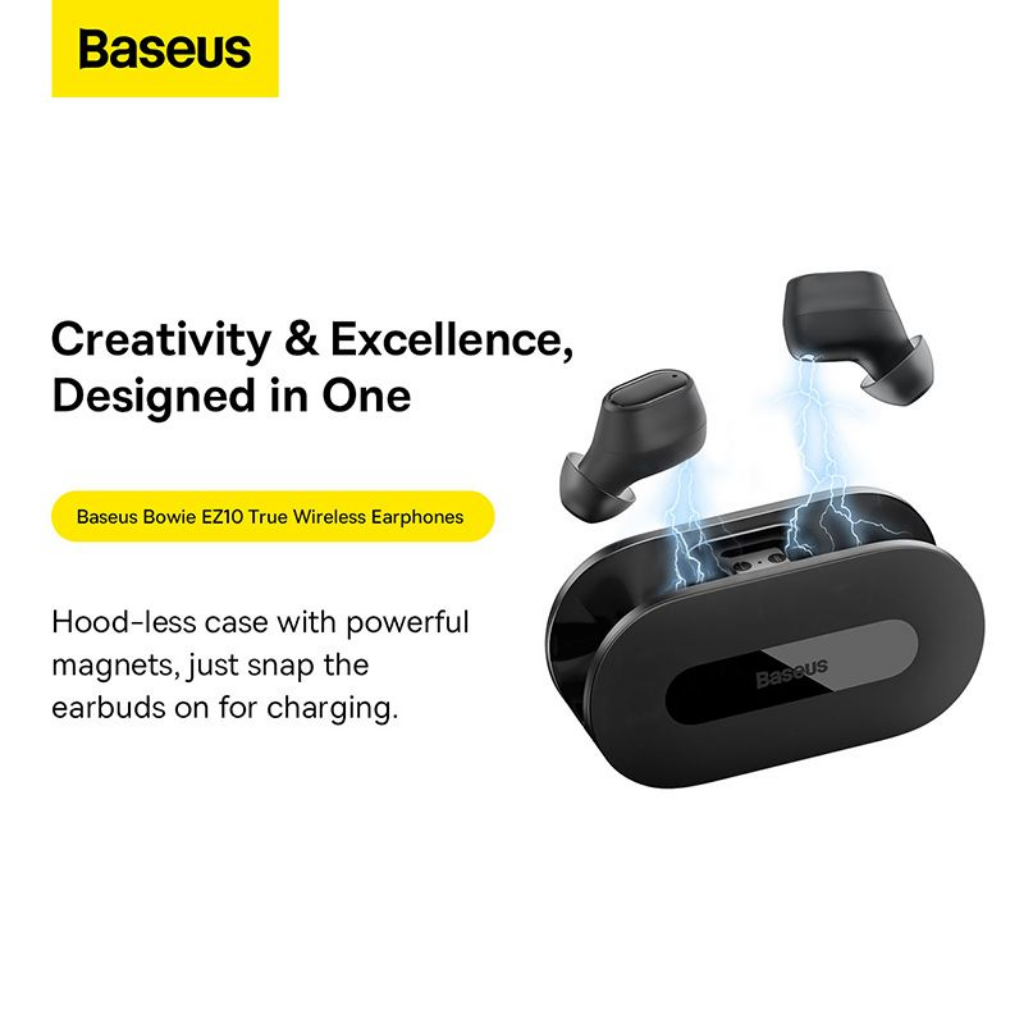 Baseus
Creativity & Excellence,
Designed in One
Baseus Bowie EZ10 True Wireless Earphones
Hood-less case with powerful
magnets, just snap the
earbuds on for charging.
Baseus